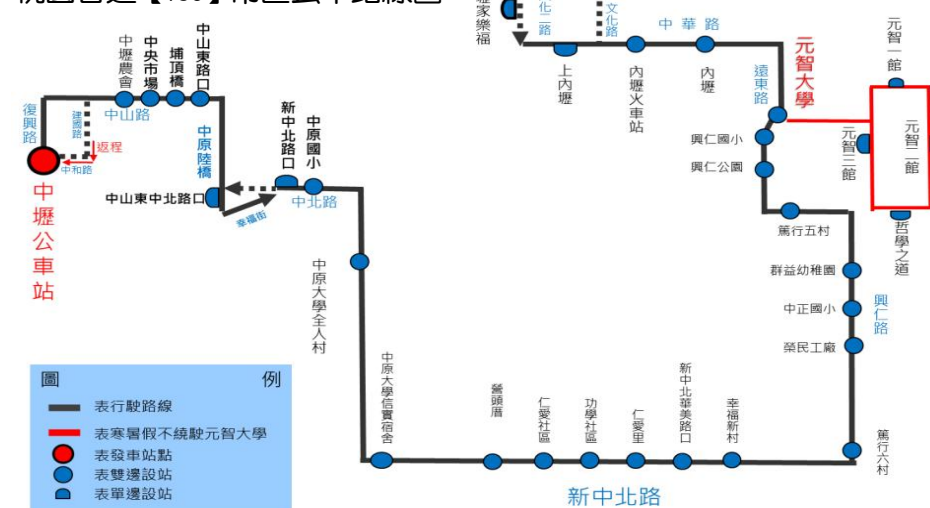 中華路
文化路
化二路
家樂福
上內壢
內壢火車站
內壢
遠東路
元智大學
元智一館
元智二館
元智三館
哲學之道
興仁國小
興仁公園
篤行五村
群益幼稚園
中正國小
榮民工廠
興仁路
篤行六村
中壢農會
中央市場
埔頂橋
中山東路口
復興路
建國路
中山路
返程
中和路
中壢公車站
中原陸橋
中山東中北路口
幸福街
新中北路口
中原國小
中北路
中原大學全人村
中原大學信實宿舍
營頭厝
仁愛社區
功學社區
仁愛里
新中北華美路口
幸福新村
新中北路
圖 例
表行駛路線
表寒暑假不繞駛元智大學
表發車站點
表雙邊設站
表單邊設站